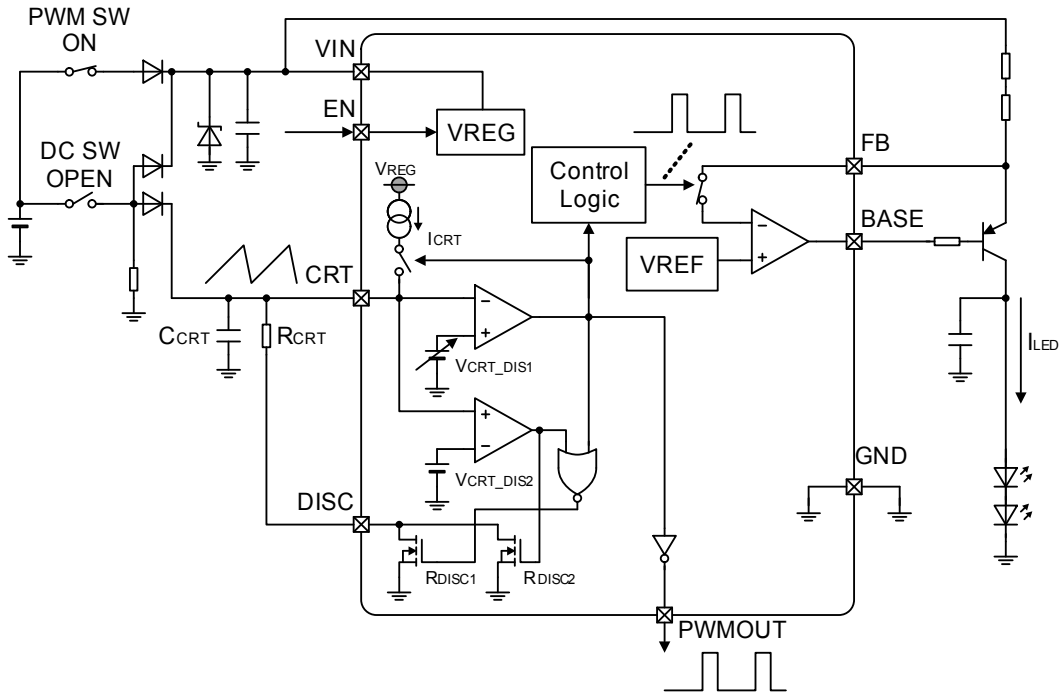 PWM SW
ON
VIN
EN
VREG
DC SW
OPEN
VREG
ICRT
Control
Logic
FB
BASE
VREF
CRT
CCRT
RCRT
VCRT_DIS1
ILED
VCRT_DIS2
GND
DISC
RDISC1
RDISC2
PWMOUT